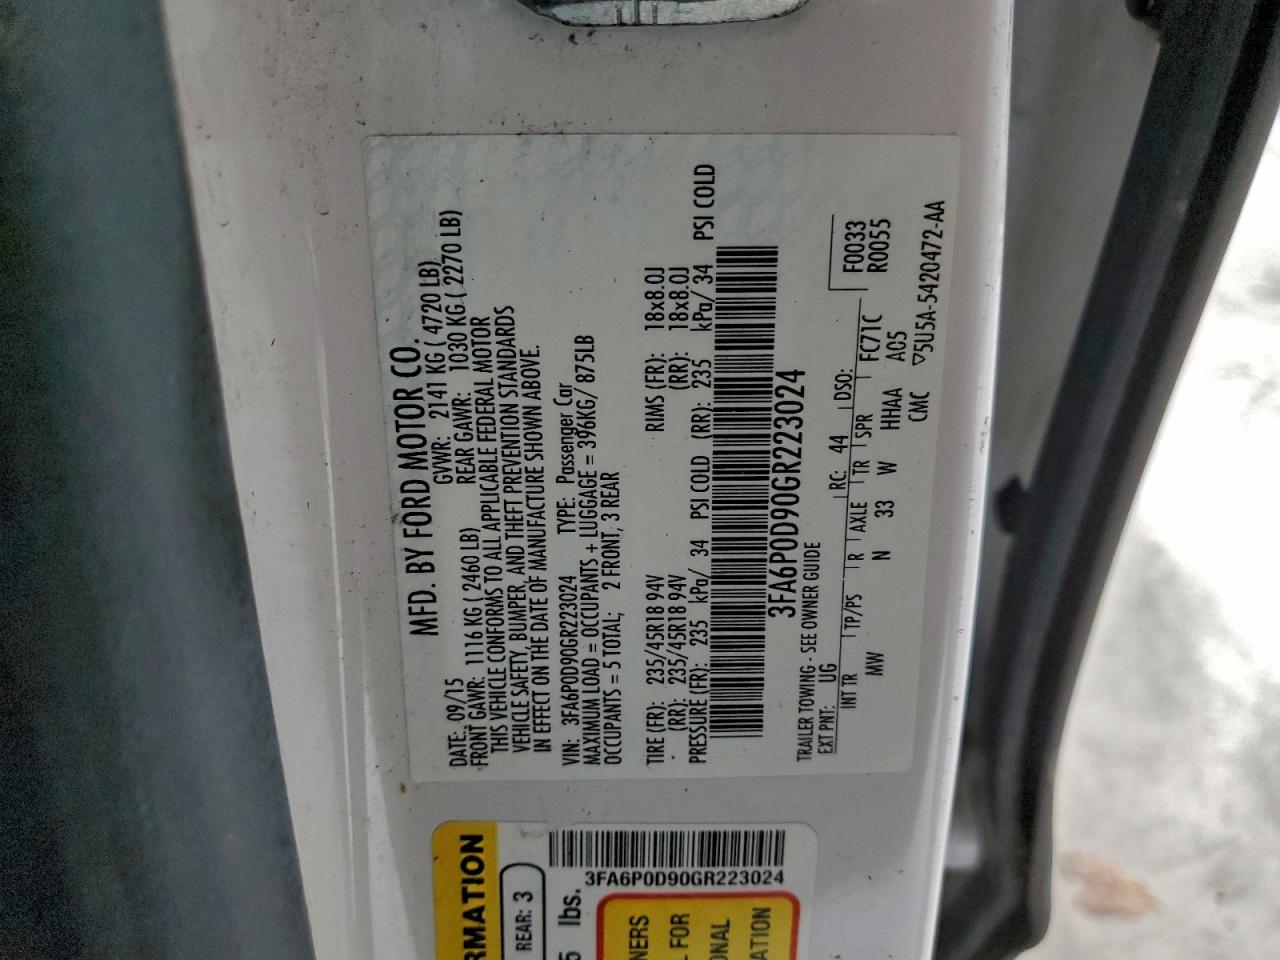 MFD. BY FORD MOTOR CO.
DATE: 09/15 GVWR: 2141 KG ( 4720 LB)
FRONT GAWR: 1116 KG ( 2460 LB) REAR GAWR: 1030 KG ( 2270 LB)
THIS VEHICLE CONFORMS TO ALL APPLICABLE FEDERAL MOTOR
VEHICLE SAFETY, BUMPER, AND THEFT PREVENTION STANDARDS
IN EFFECT ON THE DATE OF MANUFACTURE SHOWN ABOVE.
VIN: 3FA6P0D90GR223024 TYPE: Passenger Car
MAXIMUM LOAD = OCCUPANTS + LUGGAGE = 396KG/ 875LB
OCCUPANTS = 5 TOTAL; 2 FRONT, 3 REAR
TIRE (FR): 235/45R18 94V RIMS (FR): 18x8.0J
(RR): 235/45R18 94V (RR): 18x8.0J
PRESSURE (FR): 235 kPa/ 34 PSI COLD (RR): 235 kPa/ 34 PSI COLD
3FA6P0D90GR223024
TRAILER TOWING - SEE OWNER GUIDE F0033
EXT PNT: UG RC: 44 DSO: R0055
INT TR TP/PS R AXLE TR SPR FC71C
MW N 33 W HHAA A05
CMC ▽5U5A-5420472-AA
RMATION
REAR: 3
lbs.
3FA6P0D90GR223024
NERS
FOR
ONAL
ATION